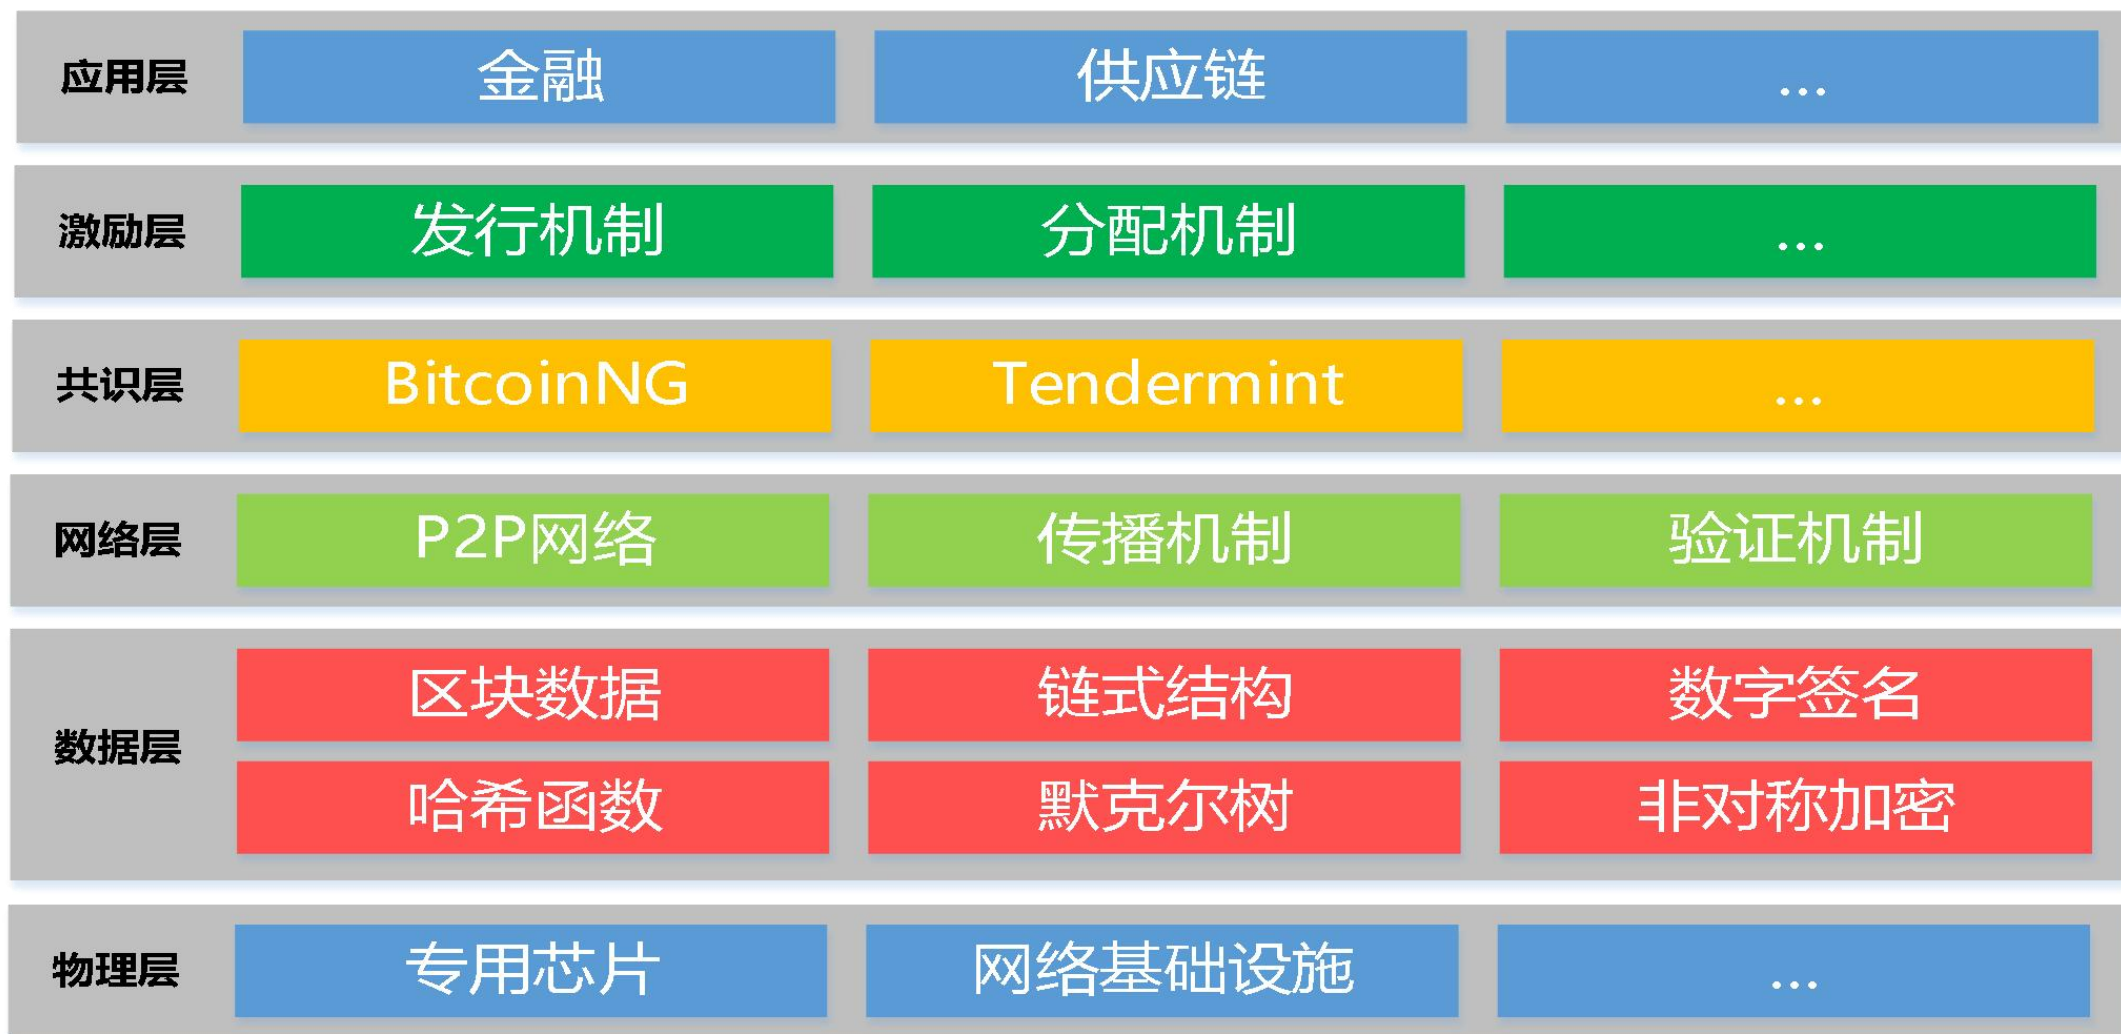 应用层 金融 供应链 ...
激励层 发行机制 分配机制 ...
共识层 BitcoinNG Tendermint ...
网络层 P2P网络 传播机制 验证机制
区块数据 链式结构 数字签名
数据层
哈希函数 默克尔树 非对称加密
物理层 专用芯片 网络基础设施 ...